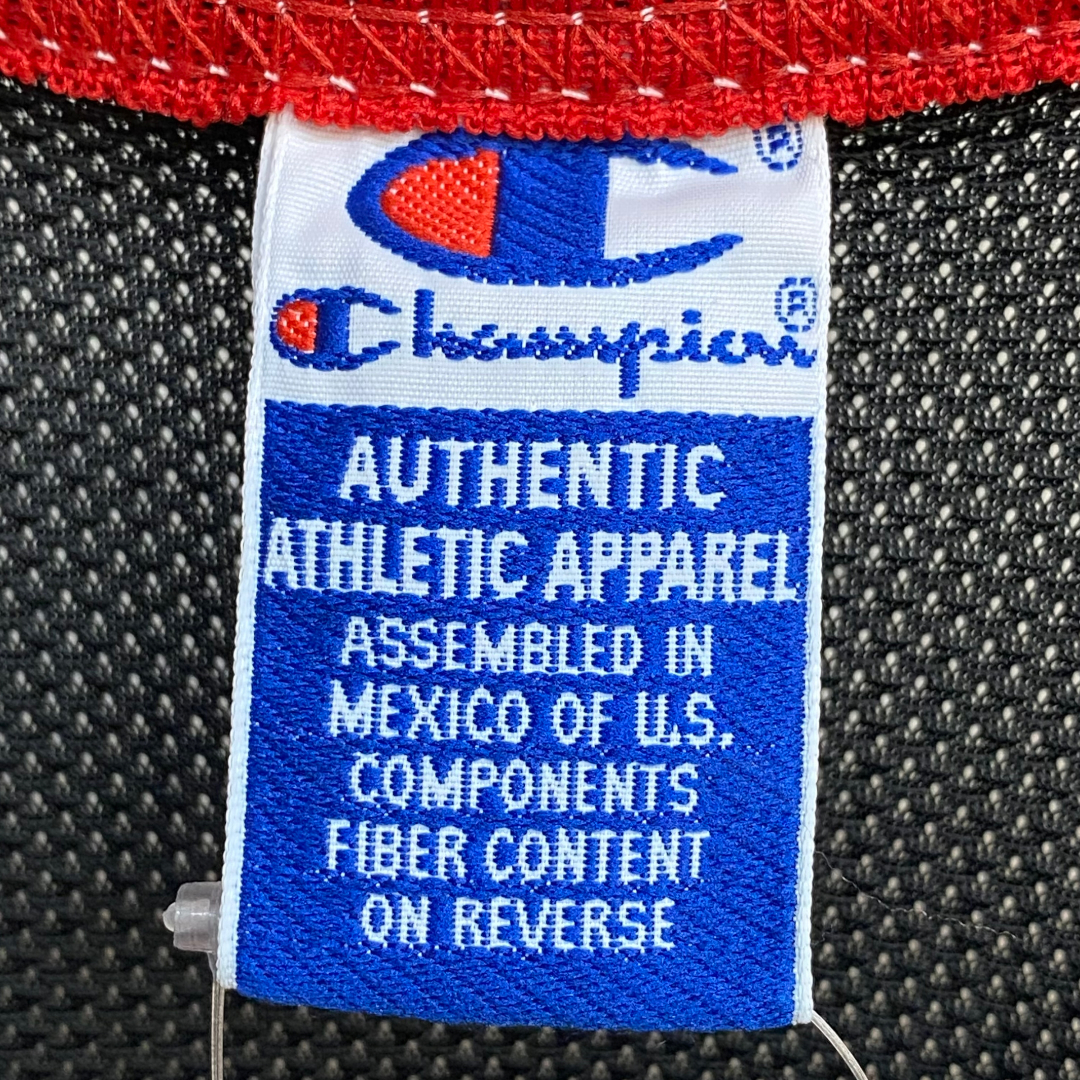 ®
Champion®
AUTHENTIC
ATHLETIC APPAREL
ASSEMBLED IN
MEXICO OF U.S.
COMPONENTS
FIBER CONTENT
ON REVERSE